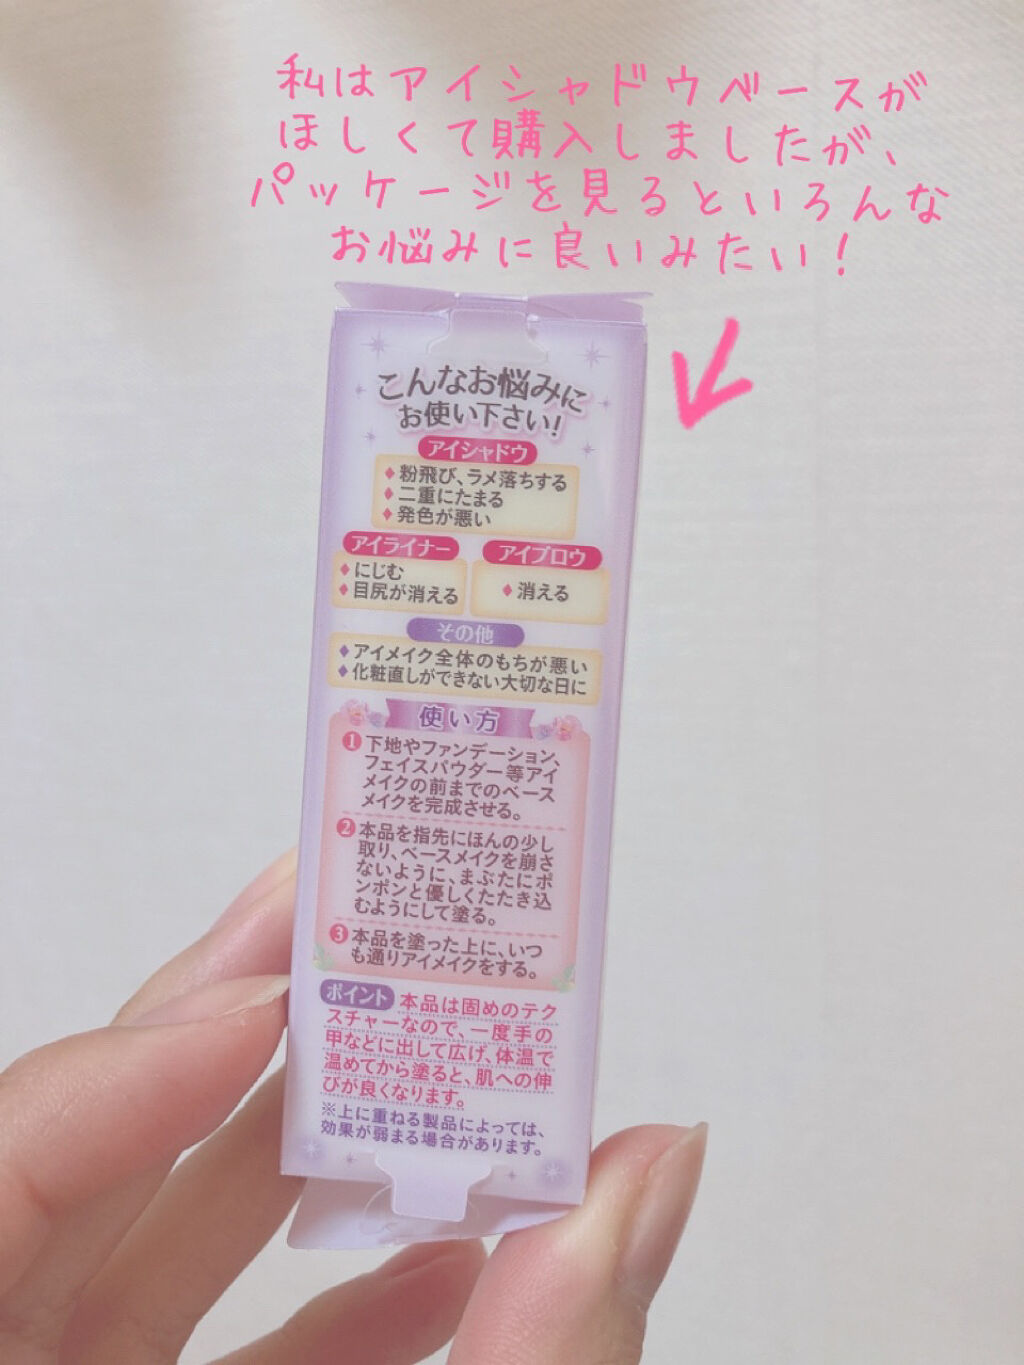 私はアイシャドウベースが
ほしくて購入しましたが、
パッケージを見るといろんな
お悩みに良いみたい！
こんなお悩みに
お使い下さい!
アイシャドウ
♦粉飛び、ラメ落ちする
♦二重にたまる
♦発色が悪い
アイライナー
♦にじむ
♦目尻が消える
アイブロウ
♦消える
その他
♦アイメイク全体のもちが悪い
♦化粧直しができない大切な日に
使い方
1 下地やファンデーション、
フェイスパウダー等アイ
メイクの前までのベース
メイクを完成させる。
2 本品を指先にほんの少し
取り、ベースメイクを崩さ
ないように、まぶたにポ
ンポンと優しくたたき込
むようにして塗る。
3 本品を塗った上に、いつ
も通りアイメイクをする。
ポイント 本品は固めのテク
スチャーなので、一度手の
甲などに出して広げ、体温で
温めてから塗ると、肌への伸
びが良くなります。
※上に重ねる製品によっては、
効果が弱まる場合があります。